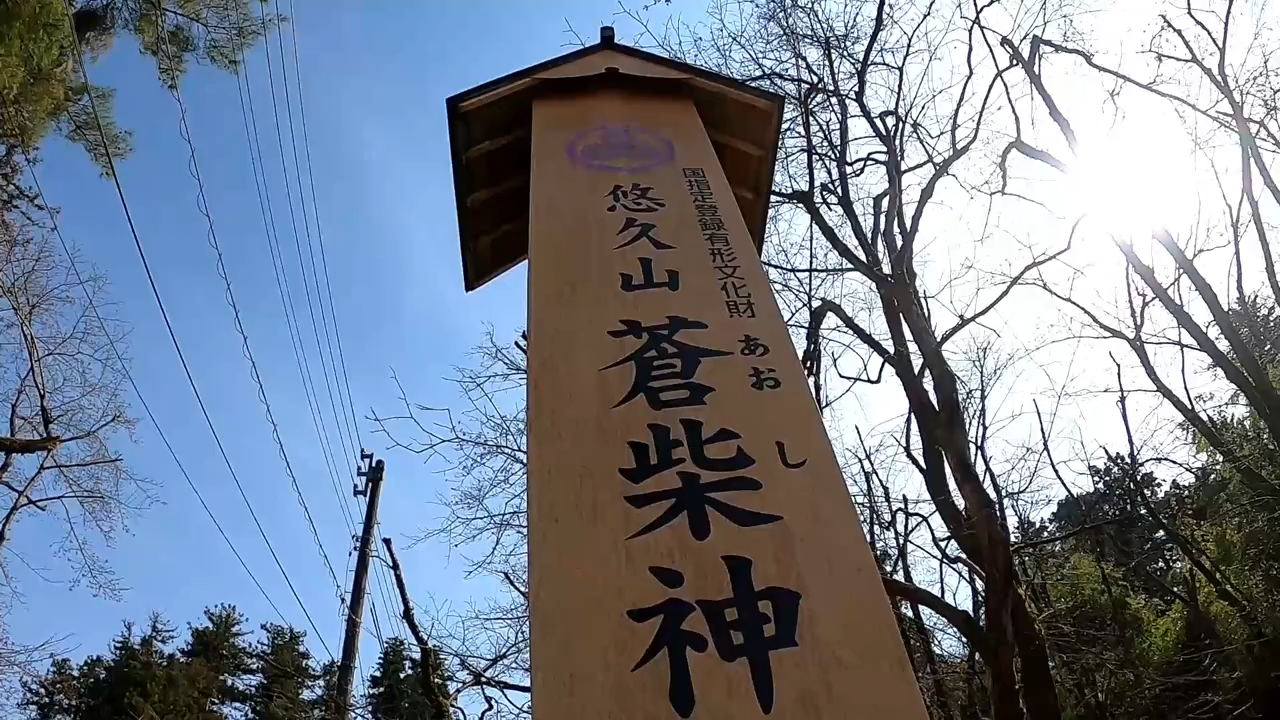 国指定登録有形文化財
悠久山
蒼柴神
あお
し